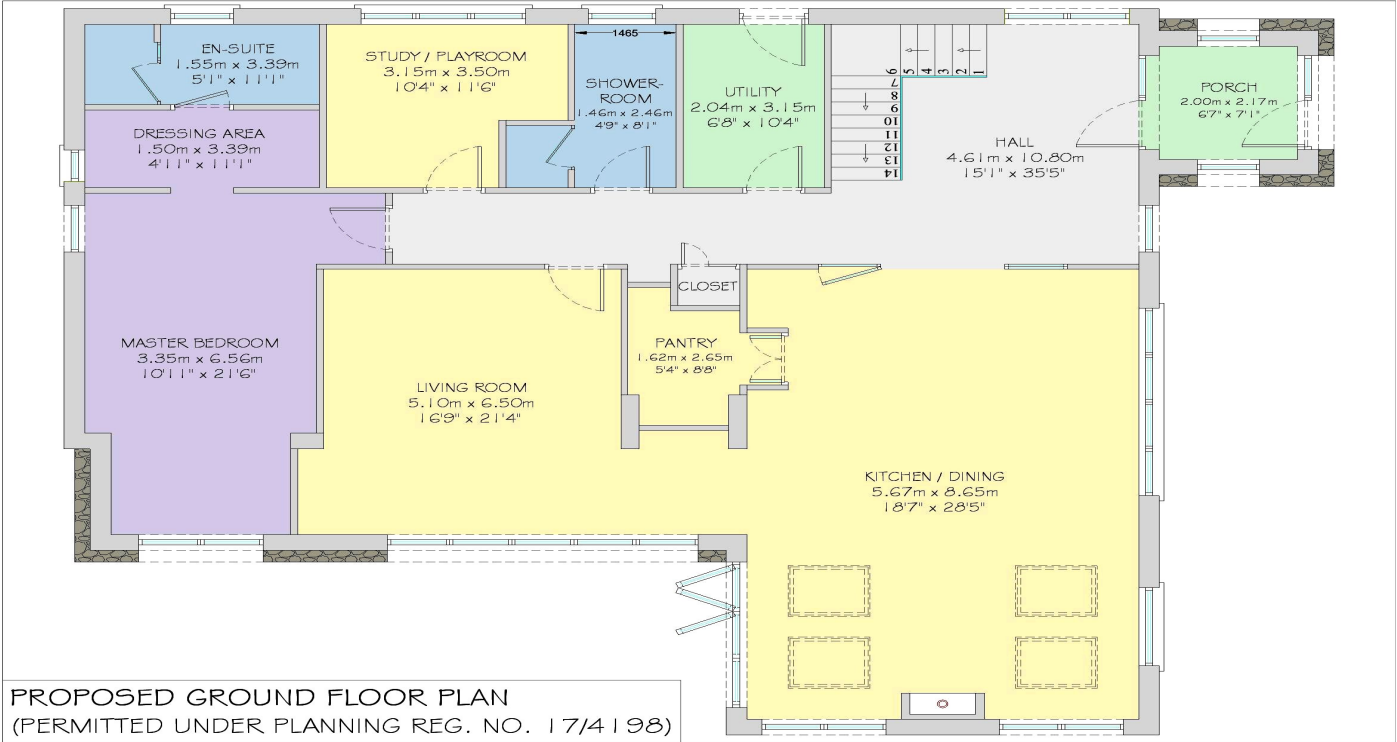 EN-SUITE
1.55m x 3.39m
5'1" x 11'1"
STUDY / PLAYROOM
3.15m x 3.50m
10'4" x 11'6"
1465
SHOWER-
ROOM
1.46m x 2.46m
4'9" x 8'1"
UTILITY
2.04m x 3.15m
6'8" x 10'4"
1
2
3
4
5
6
7
8
9
10
11
12
13
14
HALL
4.61m x 10.80m
15'1" x 35'5"
PORCH
2.00m x 2.17m
6'7" x 7'1"
DRESSING AREA
1.50m x 3.39m
4'11" x 11'1"
CLOSET
MASTER BEDROOM
3.35m x 6.56m
10'11" x 21'6"
LIVING ROOM
5.10m x 6.50m
16'9" x 21'4"
PANTRY
1.62m x 2.65m
5'4" x 8'8"
KITCHEN / DINING
5.67m x 8.65m
18'7" x 28'5"
PROPOSED GROUND FLOOR PLAN
(PERMITTED UNDER PLANNING REG. NO. 17/4198)